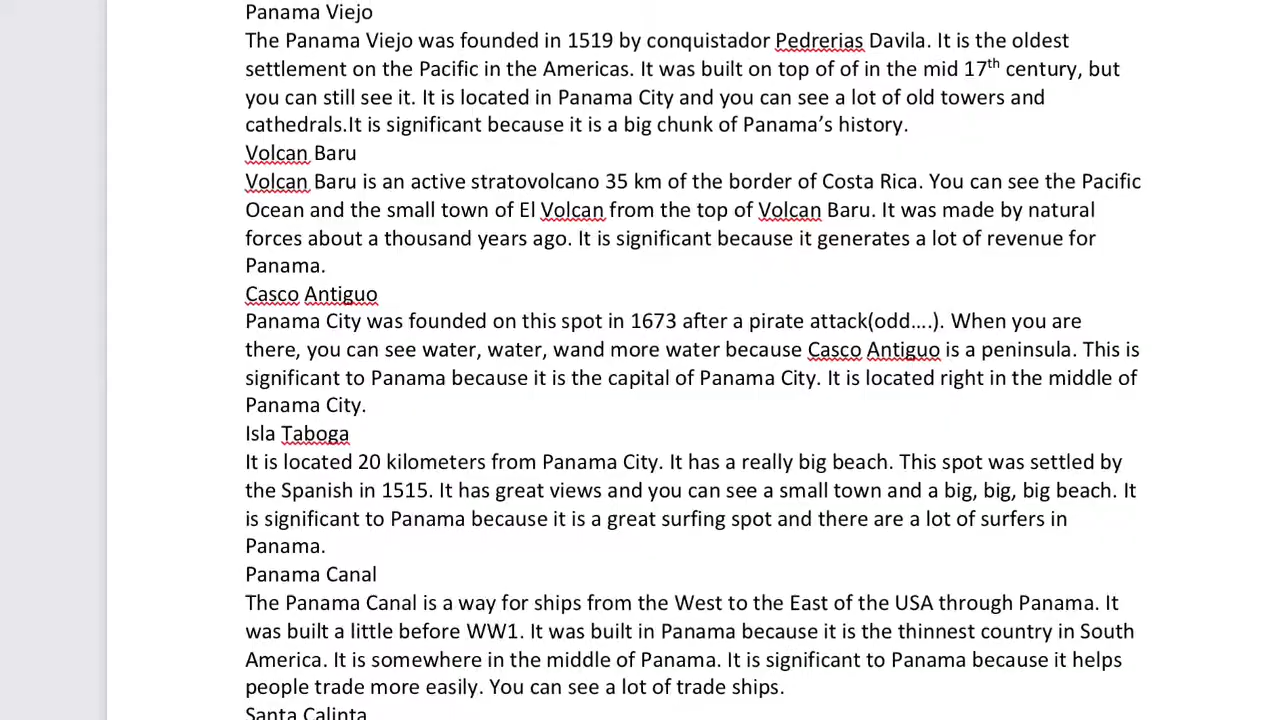 Panama Viejo
The Panama Viejo was founded in 1519 by conquistador Pedrerias Davila. It is the oldest
settlement on the Pacific in the Americas. It was built on top of of in the mid 17th century, but
you can still see it. It is located in Panama City and you can see a lot of old towers and
cathedrals.It is significant because it is a big chunk of Panama’s history.
Volcan Baru
Volcan Baru is an active stratovolcano 35 km of the border of Costa Rica. You can see the Pacific
Ocean and the small town of El Volcan from the top of Volcan Baru. It was made by natural
forces about a thousand years ago. It is significant because it generates a lot of revenue for
Panama.
Casco Antiguo
Panama City was founded on this spot in 1673 after a pirate attack(odd....). When you are
there, you can see water, water, wand more water because Casco Antiguo is a peninsula. This is
significant to Panama because it is the capital of Panama City. It is located right in the middle of
Panama City.
Isla Taboga
It is located 20 kilometers from Panama City. It has a really big beach. This spot was settled by
the Spanish in 1515. It has great views and you can see a small town and a big, big, big beach. It
is significant to Panama because it is a great surfing spot and there are a lot of surfers in
Panama.
Panama Canal
The Panama Canal is a way for ships from the West to the East of the USA through Panama. It
was built a little before WW1. It was built in Panama because it is the thinnest country in South
America. It is somewhere in the middle of Panama. It is significant to Panama because it helps
people trade more easily. You can see a lot of trade ships.
Santa Calinta